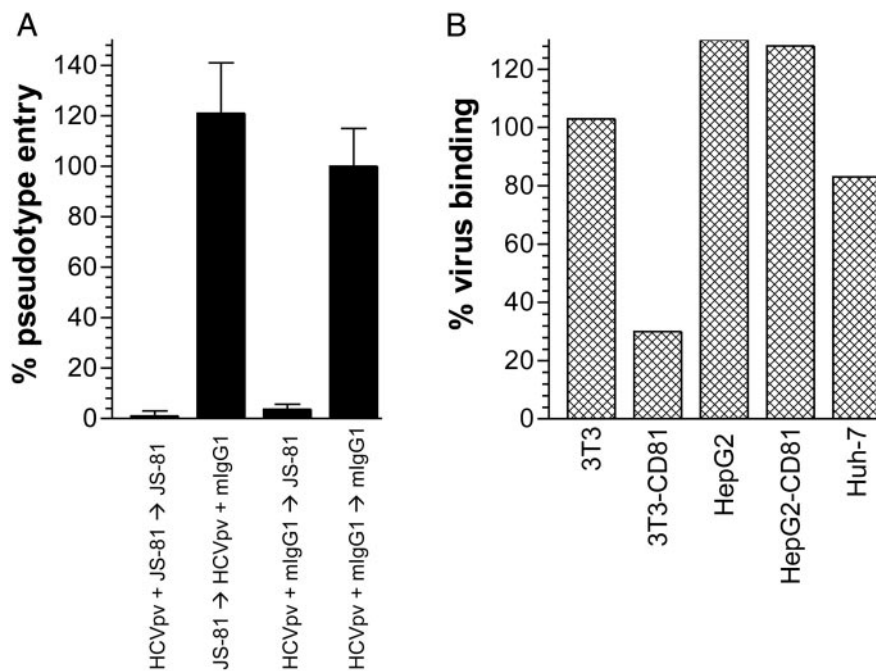 A
% pseudotype entry
140
120
100
80
60
40
20
0
HCVpv + JS-81 → JS-81
JS-81 → HCVpv + mIgG1
HCVpv + mIgG1 → JS-81
HCVpv + mIgG1 → mIgG1
B
% virus binding
120
100
80
60
40
20
0
3T3
3T3-CD81
HepG2
HepG2-CD81
Huh-7